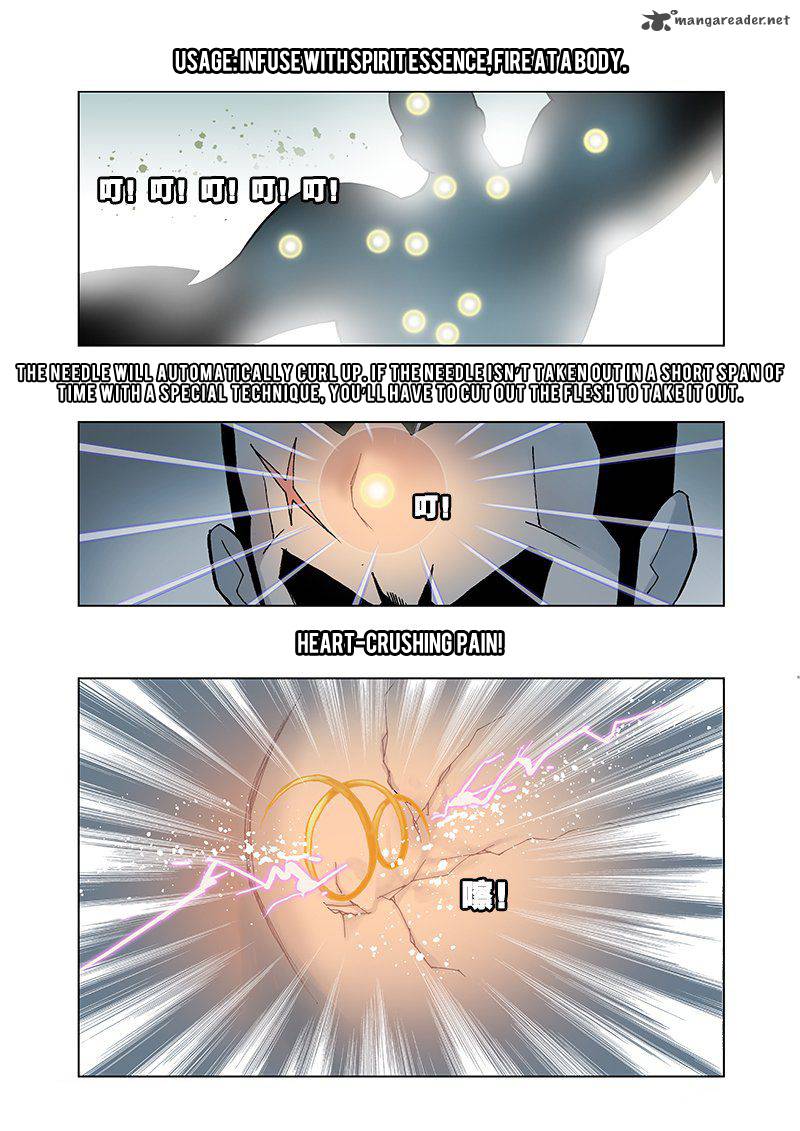 mangareader.net
USAGE: INFUSE WITH SPIRIT ESSENCE, FIRE AT A BODY.
叮! 叮! 叮! 叮! 叮!
THE NEEDLE WILL AUTOMATICALLY CURL UP. IF THE NEEDLE ISN'T TAKEN OUT IN A SHORT SPAN OF
TIME WITH A SPECIAL TECHNIQUE, YOU'LL HAVE TO CUT OUT THE FLESH TO TAKE IT OUT.
叮!
HEART-CRUSHING PAIN!
嚓!